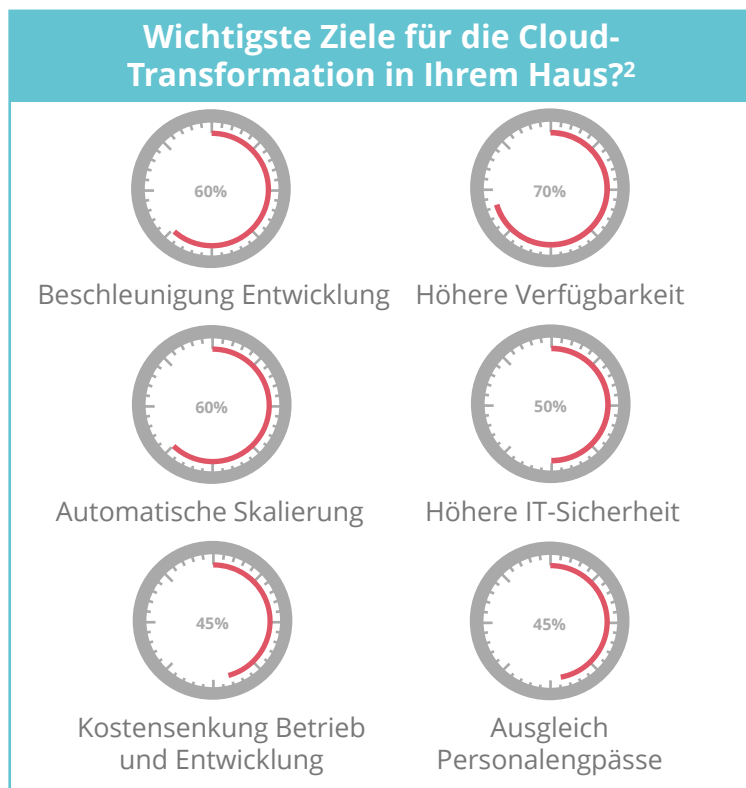 Wichtigste Ziele für die Cloud-
Transformation in Ihrem Haus?²
60%
Beschleunigung Entwicklung
70%
Höhere Verfügbarkeit
60%
Automatische Skalierung
50%
Höhere IT-Sicherheit
45%
Kostensenkung Betrieb
und Entwicklung
45%
Ausgleich
Personalengpässe